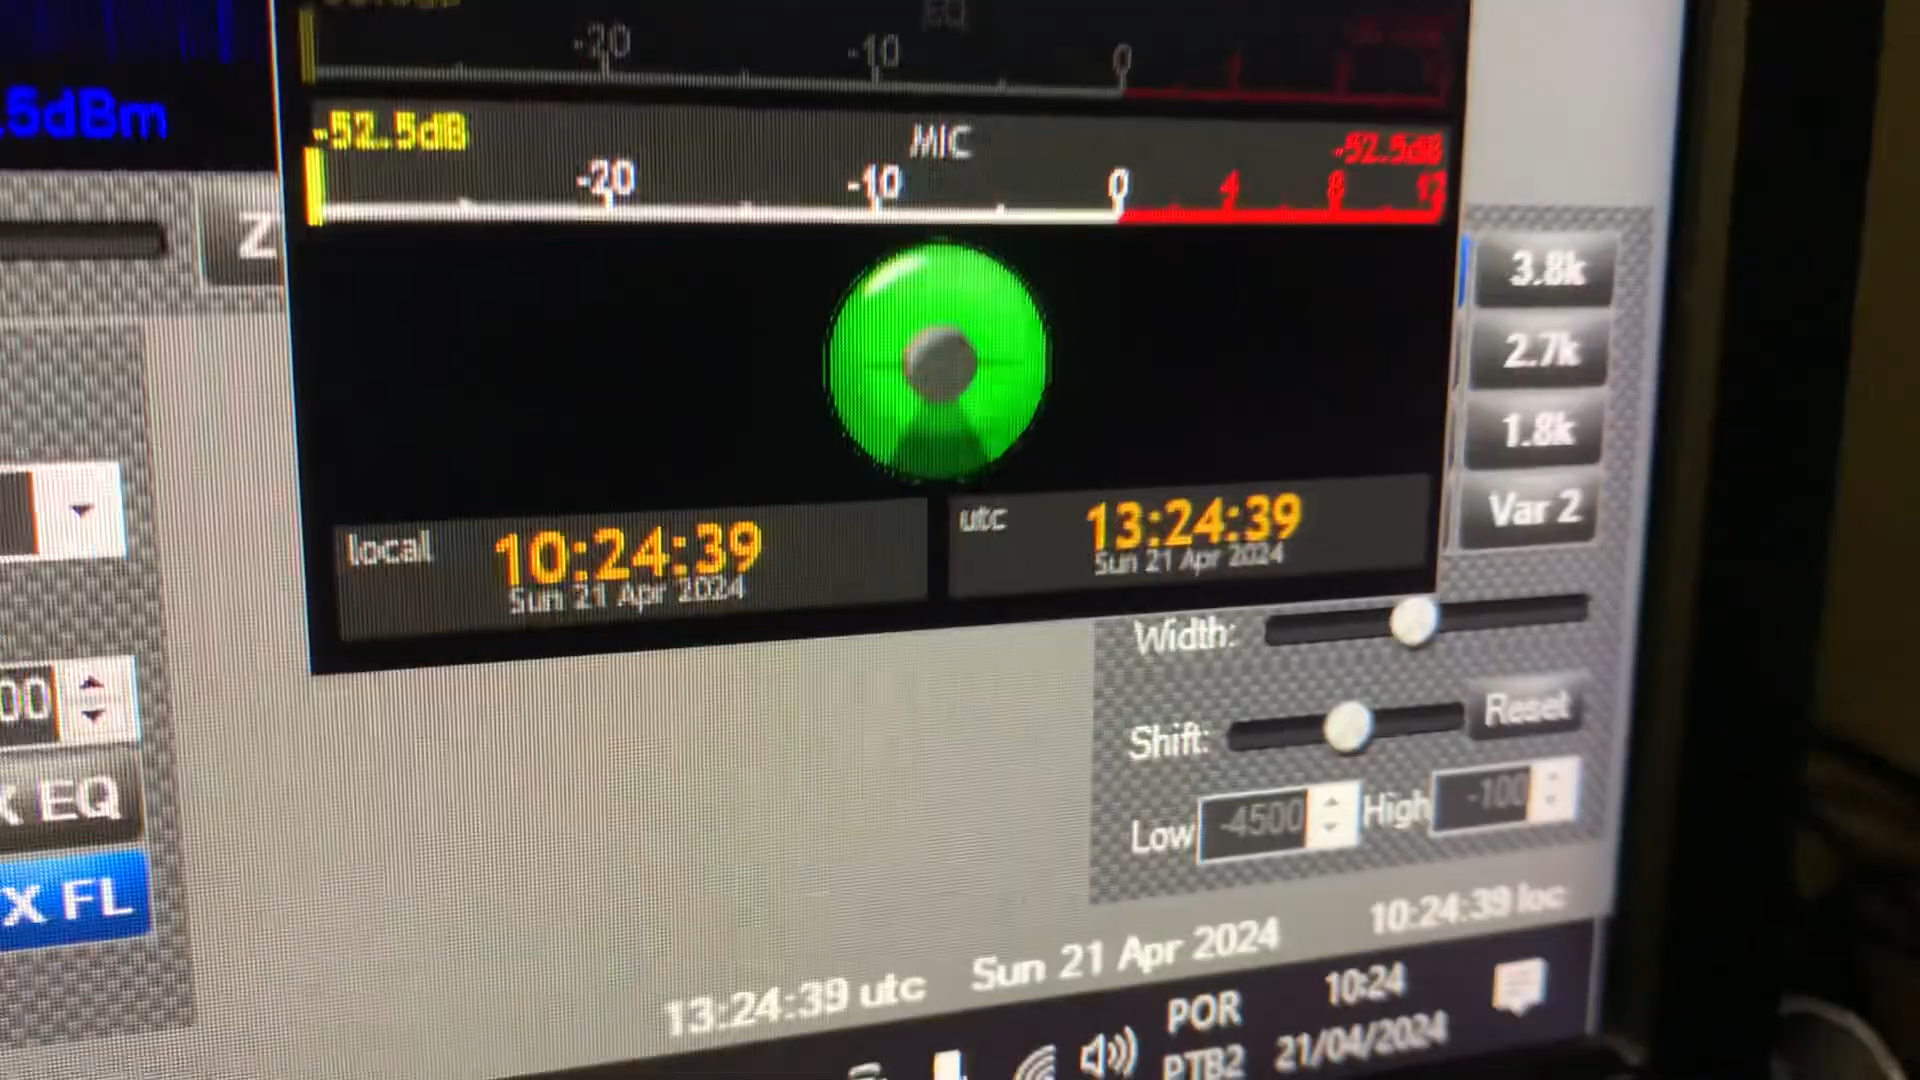 EQ
-20 -10 0
.5dBm
-52.5dB MIC -52.5dB
-20 -10 0 4 8 12
Z
3.8k
2.7k
1.8k
Var 2
local 10:24:39
Sun 21 Apr 2024
utc 13:24:39
Sun 21 Apr 2024
Width:
Shift: Reset
Low -4500 High -100
00
X EQ
X FL
13:24:39 utc Sun 21 Apr 2024 10:24:39 loc
POR 10:24
PTB2 21/04/2024